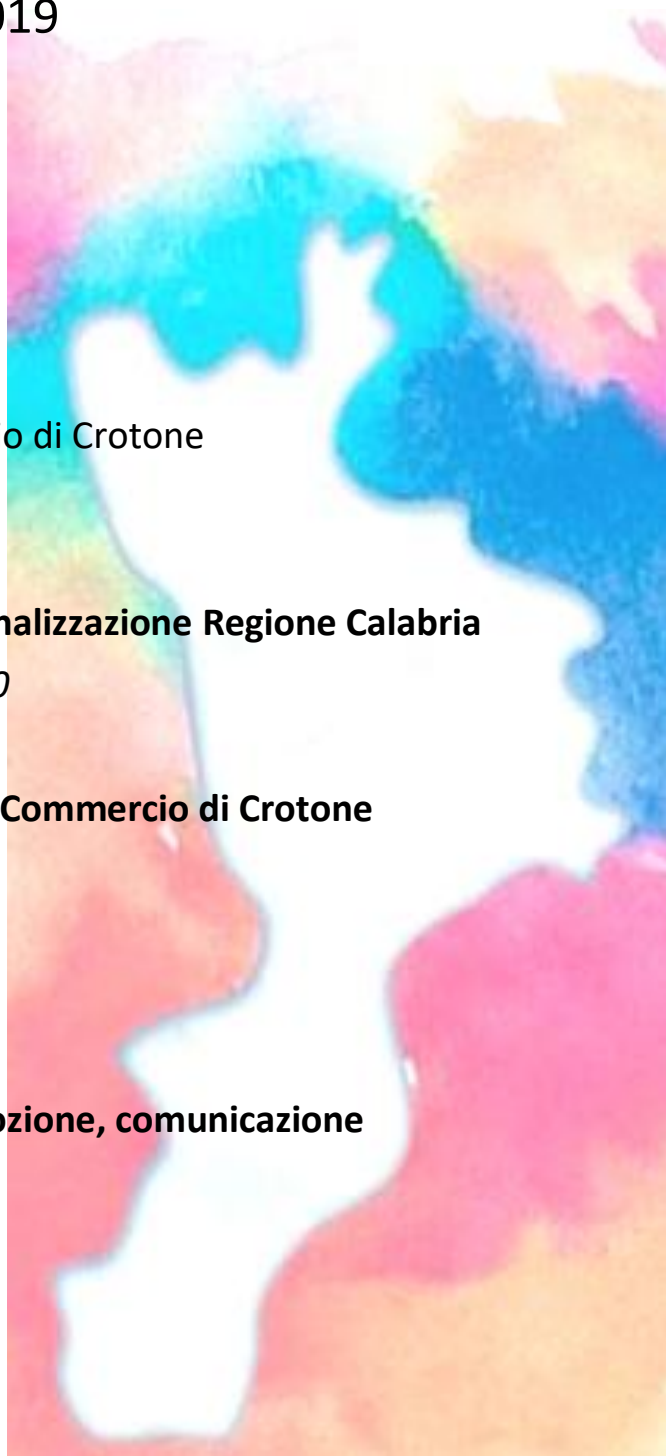 019
o di Crotone
nalizzazione Regione Calabria
0
Commercio di Crotone
ozione, comunicazione